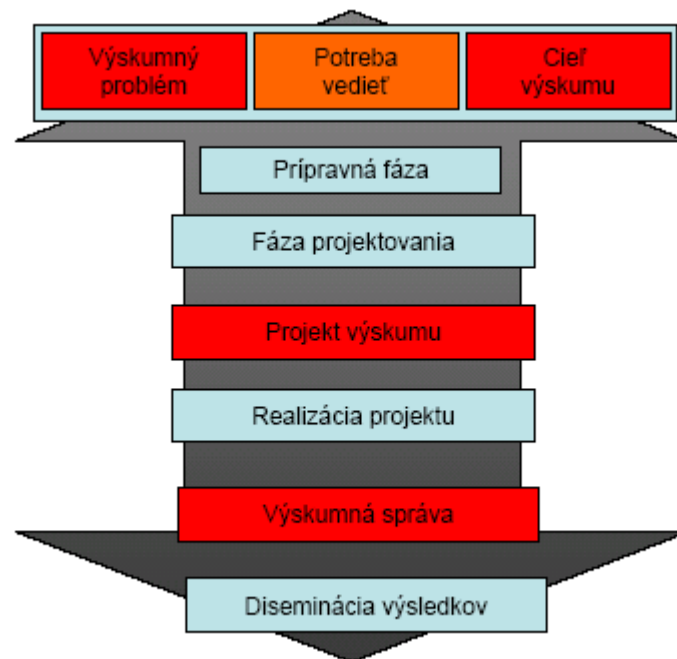 Výskumný
problém
Potreba
vedieť
Cieľ
výskumu
Prípravná fáza
Fáza projektovania
Projekt výskumu
Realizácia projektu
Výskumná správa
Diseminácia výsledkov